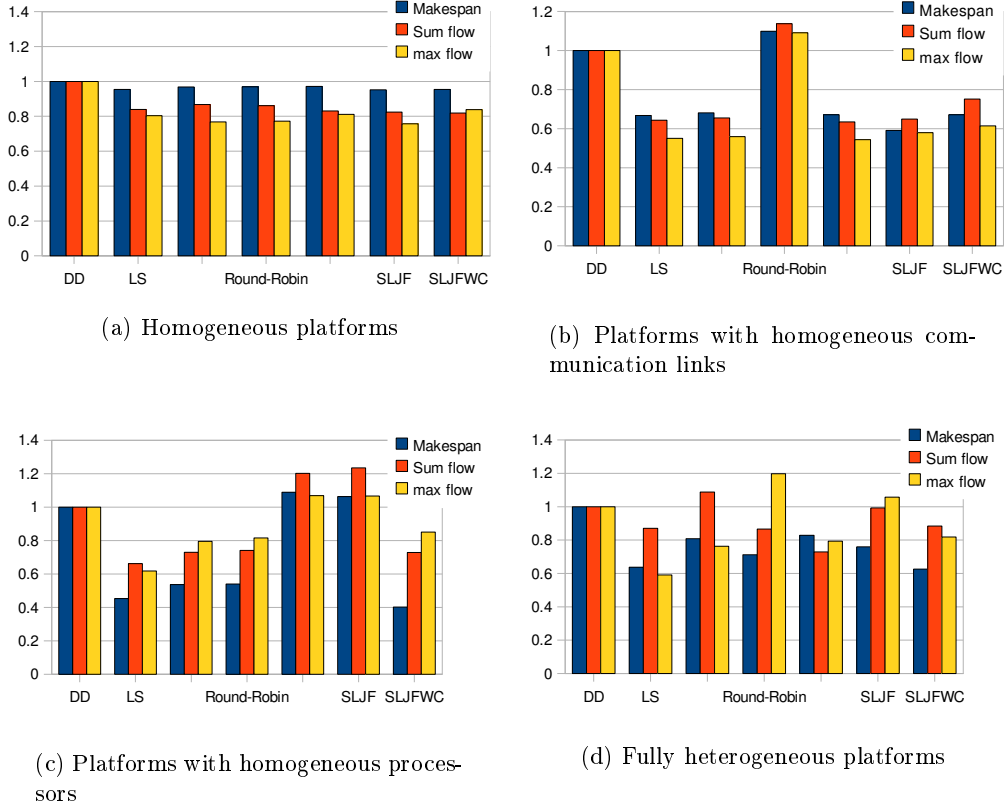 1.4
1.2
1
0.8
0.6
0.4
0.2
0
Makespan
Sum flow
max flow
DD LS Round-Robin SLJF SLJFWC
(a) Homogeneous platforms
1.2
1
0.8
0.6
0.4
0.2
0
Makespan
Sum flow
max flow
DD LS Round-Robin SLJF SLJFWC
(b) Platforms with homogeneous com-
munication links
1.4
1.2
1
0.8
0.6
0.4
0.2
0
Makespan
Sum flow
max flow
DD LS Round-Robin SLJF SLJFWC
(c) Platforms with homogeneous proces-
sors
1.4
1.2
1
0.8
0.6
0.4
0.2
0
Makespan
Sum flow
max flow
DD LS Round-Robin SLJF SLJFWC
(d) Fully heterogeneous platforms